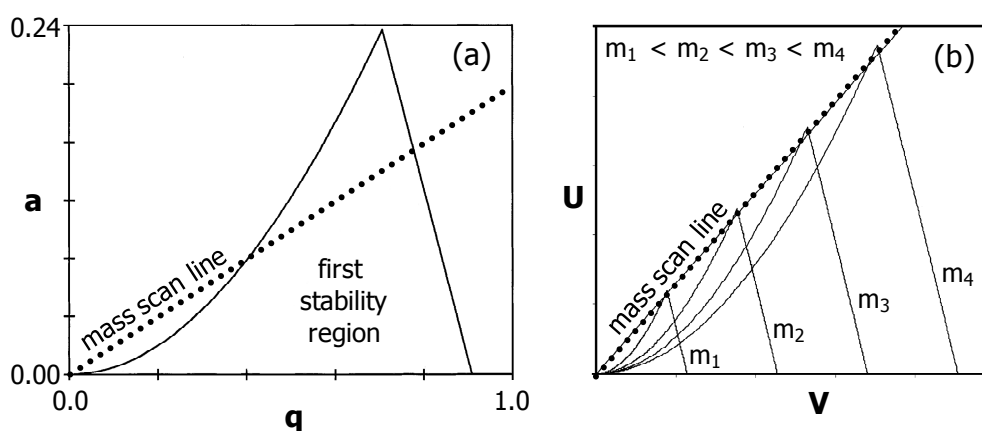 0.24
(a)
a
mass scan line
first
stability
region
0.00
0.0
q
1.0
m₁ < m₂ < m₃ < m₄
(b)
U
mass scan line
m₁
m₂
m₃
m₄
V